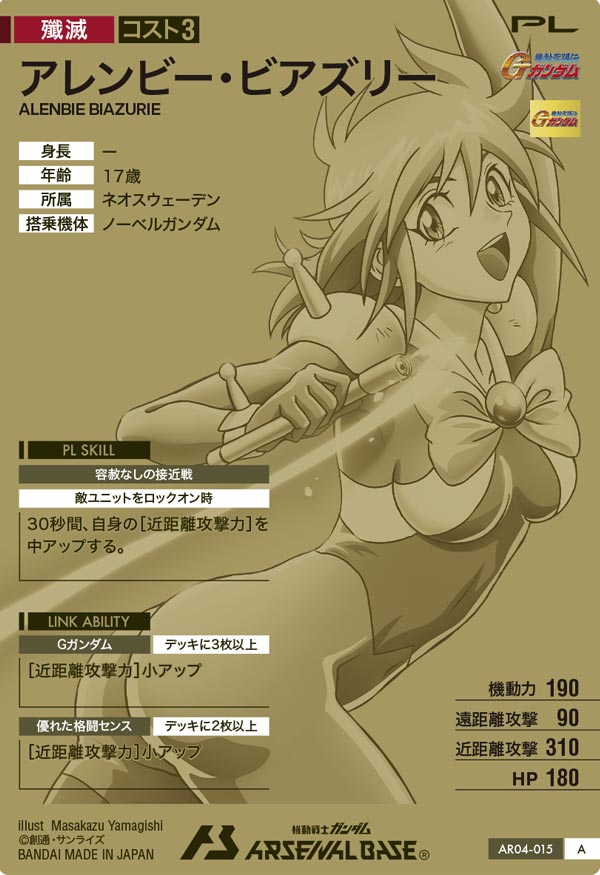 殲滅 コスト3 PL
アレンビー・ビアズリー
ALENBIE BIAZURIE
機動武闘伝
Gガンダム
機動武闘伝
Gガンダム
身長 ー
年齢 17歳
所属 ネオスウェーデン
搭乗機体 ノーベルガンダム
PL SKILL
容赦なしの接近戦
敵ユニットをロックオン時
30秒間、自身の[近距離攻撃力]を
中アップする。
LINK ABILITY
Gガンダム デッキに3枚以上
[近距離攻撃力]小アップ
優れた格闘センス デッキに2枚以上
[近距離攻撃力]小アップ
機動力 190
遠距離攻撃 90
近距離攻撃 310
HP 180
illust Masakazu Yamagishi
©創通・サンライズ
BANDAI MADE IN JAPAN
機動戦士ガンダム
ARSENAL BASE®
AR04-015 A